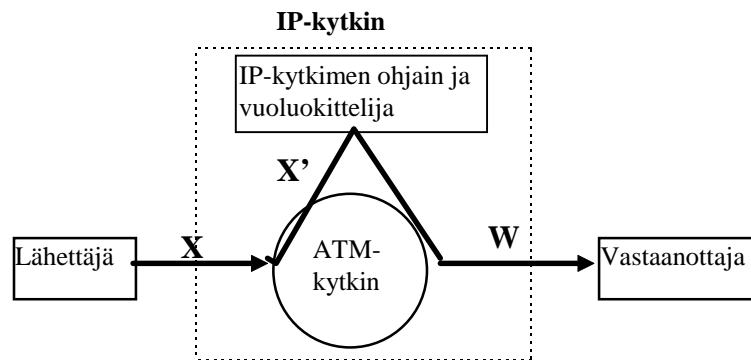 IP-kytkin
IP-kytkimen ohjain ja
vuoluokittelija
X’
Lähettäjä
X
ATM-
kytkin
W
Vastaanottaja